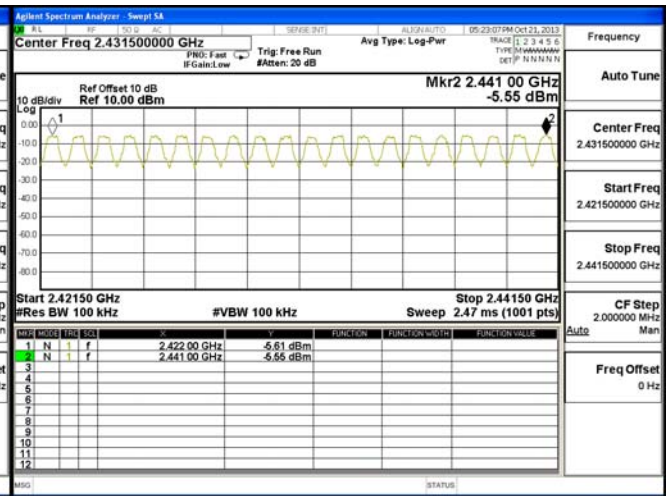 Agilent Spectrum Analyzer - Swept SA
RL RF 50 Ω AC SENSE:INT ALIGNAUTO 05:23:07 PM Oct 21, 2013
Center Freq 2.431500000 GHz
PNO: Fast
IFGain:Low
Trig: Free Run
#Atten: 20 dB
Avg Type: Log-Pwr
TRACE 1 2 3 4 5 6
TYPE
DET P N N N N N
Ref Offset 10 dB
Ref 10.00 dBm
10 dB/div
Log
Mkr2 2.441 00 GHz
-5.55 dBm
0.00
-10.0
-20.0
-30.0
-40.0
-50.0
-60.0
-70.0
-80.0
1
2
Start 2.42150 GHz
Stop 2.44150 GHz
#Res BW 100 kHz #VBW 100 kHz Sweep 2.47 ms (1001 pts)
MKR MODE TRC SCL X Y FUNCTION FUNCTION WIDTH FUNCTION VALUE
1 N 1 f 2.422 00 GHz -5.61 dBm
2 N 1 f 2.441 00 GHz -5.55 dBm
3
4
5
6
7
8
9
10
11
12
MSG STATUS
Frequency
Auto Tune
Center Freq
2.431500000 GHz
Start Freq
2.421500000 GHz
Stop Freq
2.441500000 GHz
CF Step
2.000000 MHz
Auto Man
Freq Offset
0 Hz